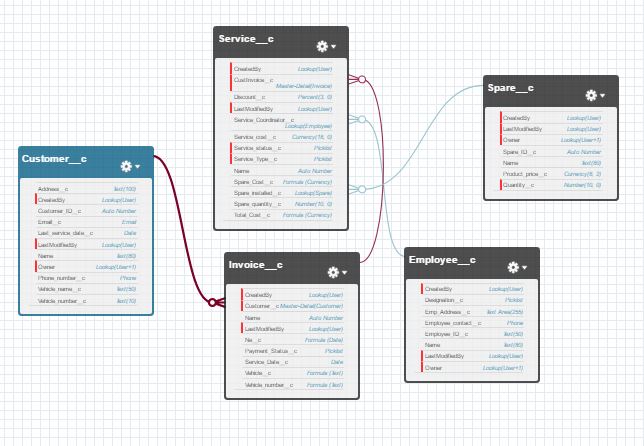 Service__c
CreatedBy Lookup(User)
CustInvoice__c
Master-Detail(Invoice)
Discount__c Percent(3, 0)
LastModifiedBy Lookup(User)
Service_Coordinator__c
Lookup(Employee)
Service_cost__c Currency(18, 0)
Service_status__c Picklist
Service_Type__c Picklist
Name Auto Number
Spare_Cost__c Formula (Currency)
Spare_installed__c Lookup(Spare)
Spare_quantity__c Number(10, 0)
Total_Cost__c Formula (Currency)
Spare__c
CreatedBy Lookup(User)
LastModifiedBy Lookup(User)
Owner Lookup(User+1)
Spare_ID__c Auto Number
Name Text(80)
Product_price__c Currency(8, 2)
Quantity__c Number(10, 0)
Customer__c
Address__c Text(100)
CreatedBy Lookup(User)
Customer_ID__c Auto Number
Email__c Email
Last_service_date__c Date
LastModifiedBy Lookup(User)
Name Text(80)
Owner Lookup(User+1)
Phone_number__c Phone
Vehicle_name__c Text(50)
Vehicle_number__c Text(10)
Invoice__c
CreatedBy Lookup(User)
Customer__c Master-Detail(Customer)
Name Auto Number
LastModifiedBy Lookup(User)
No__c Formula (Date)
Payment_Status__c Picklist
Service_Date__c Date
Vehicle__c Formula (Text)
Vehicle_number__c Formula (Text)
Employee__c
CreatedBy Lookup(User)
Designation__c Picklist
Emp_Address__c Text Area(255)
Employee_contact__c Phone
Employee_ID__c Text(50)
Name Text(80)
LastModifiedBy Lookup(User)
Owner Lookup(User+1)